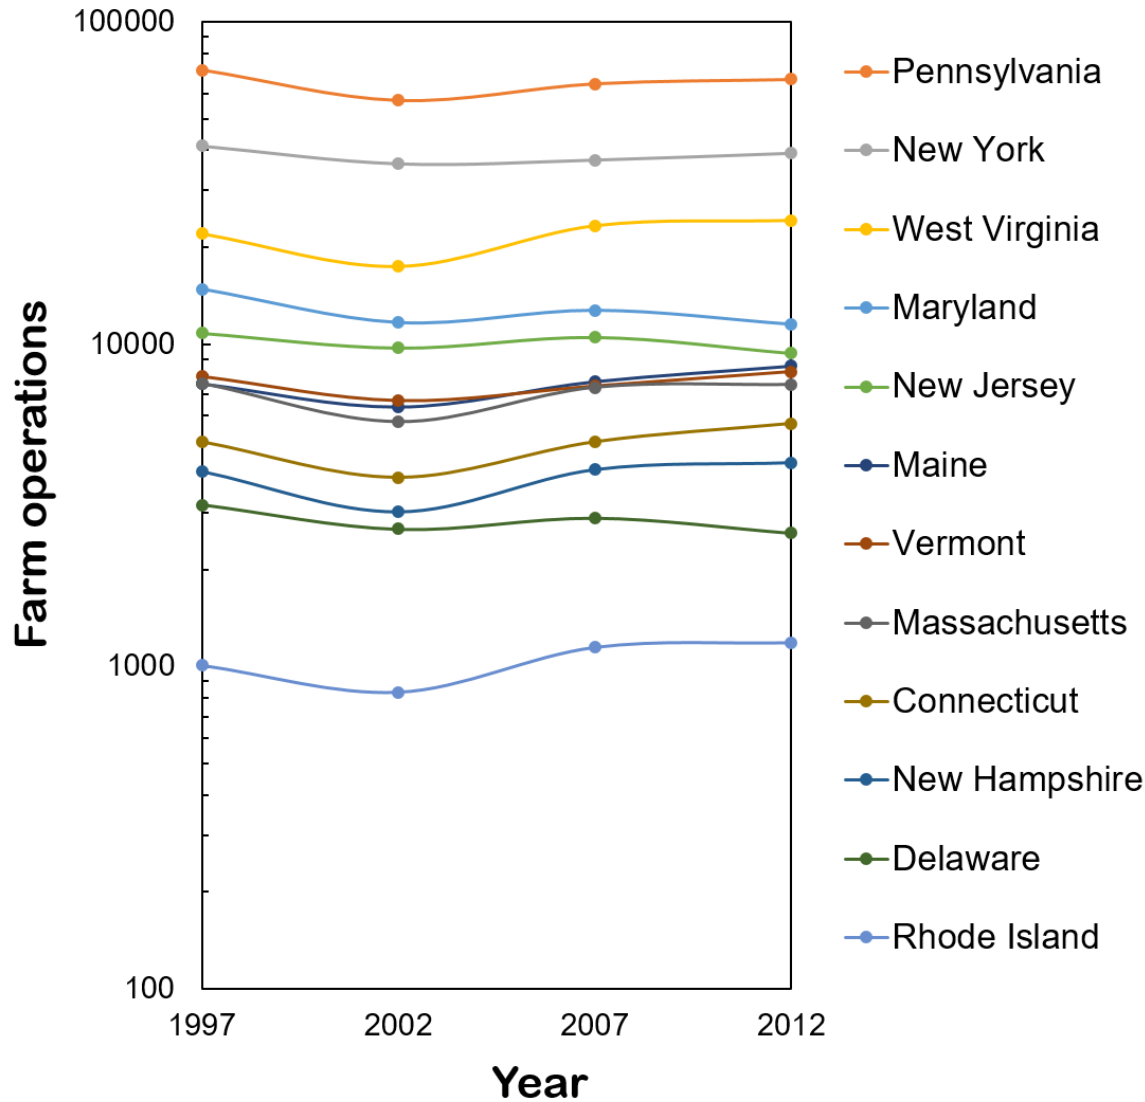 100000
10000
1000
100
Farm operations
1997 2002 2007 2012
Year
Pennsylvania
New York
West Virginia
Maryland
New Jersey
Maine
Vermont
Massachusetts
Connecticut
New Hampshire
Delaware
Rhode Island